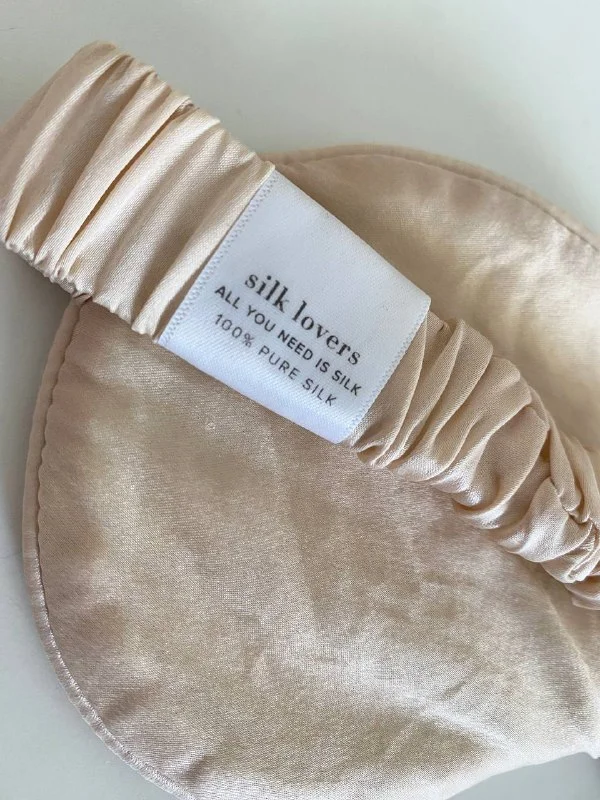 silk lovers
ALL YOU NEED IS SILK
100% PURE SILK